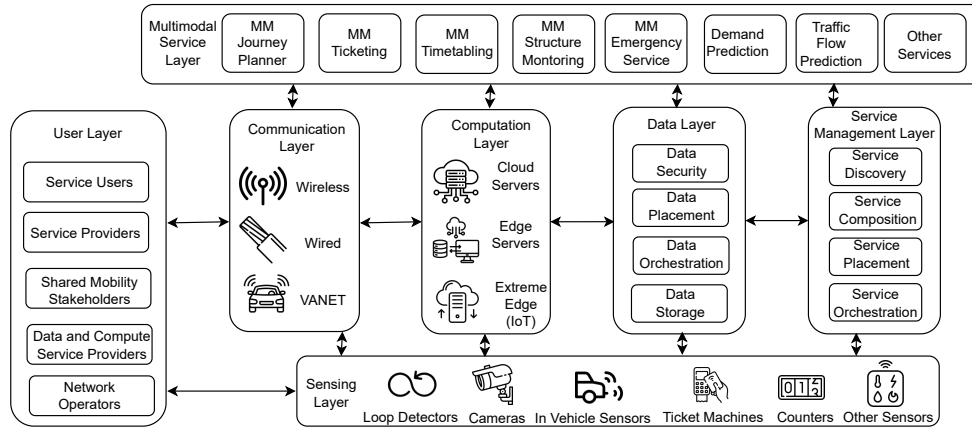 Multimodal
Service
Layer
MM
Journey
Planner
MM
Ticketing
MM
Timetabling
MM
Structure
Montoring
MM
Emergency
Service
Demand
Prediction
Traffic
Flow
Prediction
Other
Services
User Layer
Service Users
Service Providers
Shared Mobility
Stakeholders
Data and Compute
Service Providers
Network
Operators
Communication
Layer
Wireless
Wired
VANET
Computation
Layer
Cloud
Servers
Edge
Servers
Extreme
Edge
(IoT)
Data Layer
Data
Security
Data
Placement
Data
Orchestration
Data
Storage
Service
Management Layer
Service
Discovery
Service
Composition
Service
Placement
Service
Orchestration
Sensing
Layer
Loop Detectors
Cameras
In Vehicle Sensors
Ticket Machines
Counters
Other Sensors